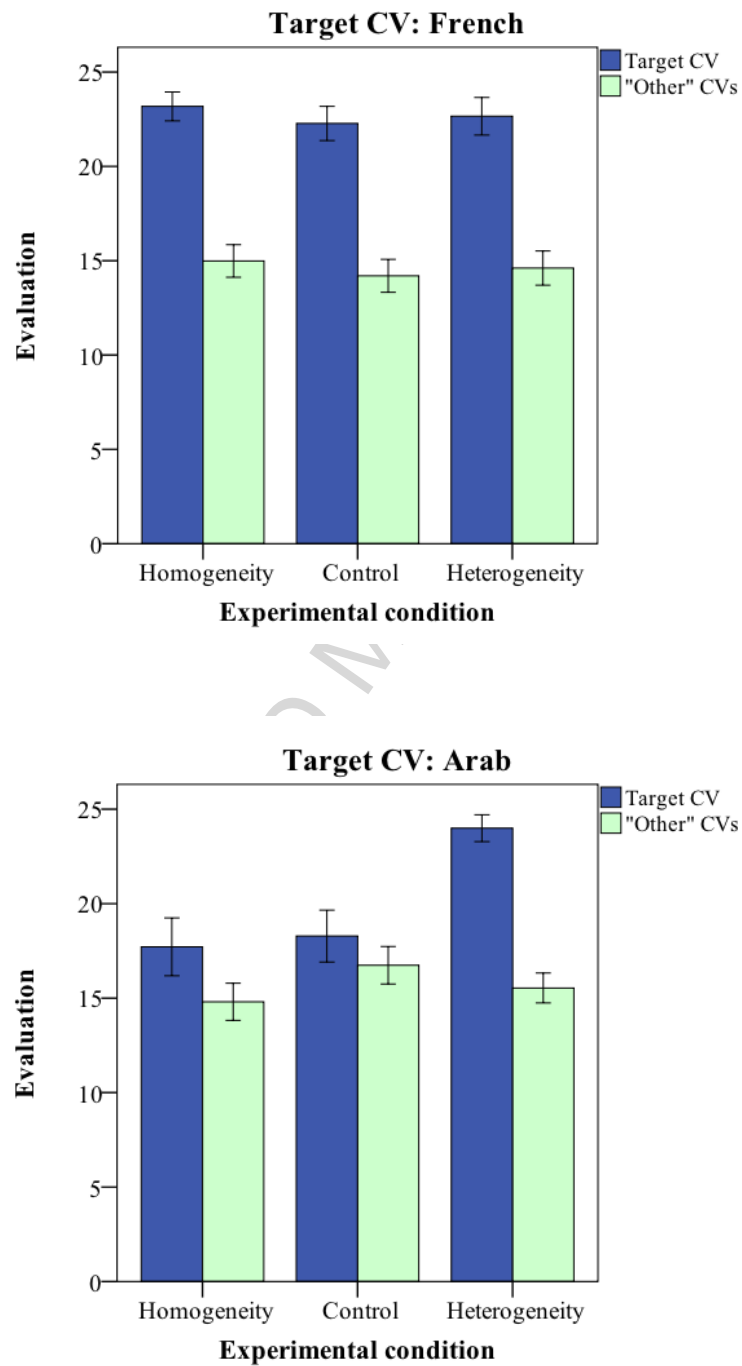 Target CV: French
Target CV
"Other" CVs
25
20
15
10
5
0
Evaluation
Homogeneity Control Heterogeneity
Experimental condition
O M
Target CV: Arab
Target CV
"Other" CVs
25
20
15
10
5
0
Evaluation
Homogeneity Control Heterogeneity
Experimental condition